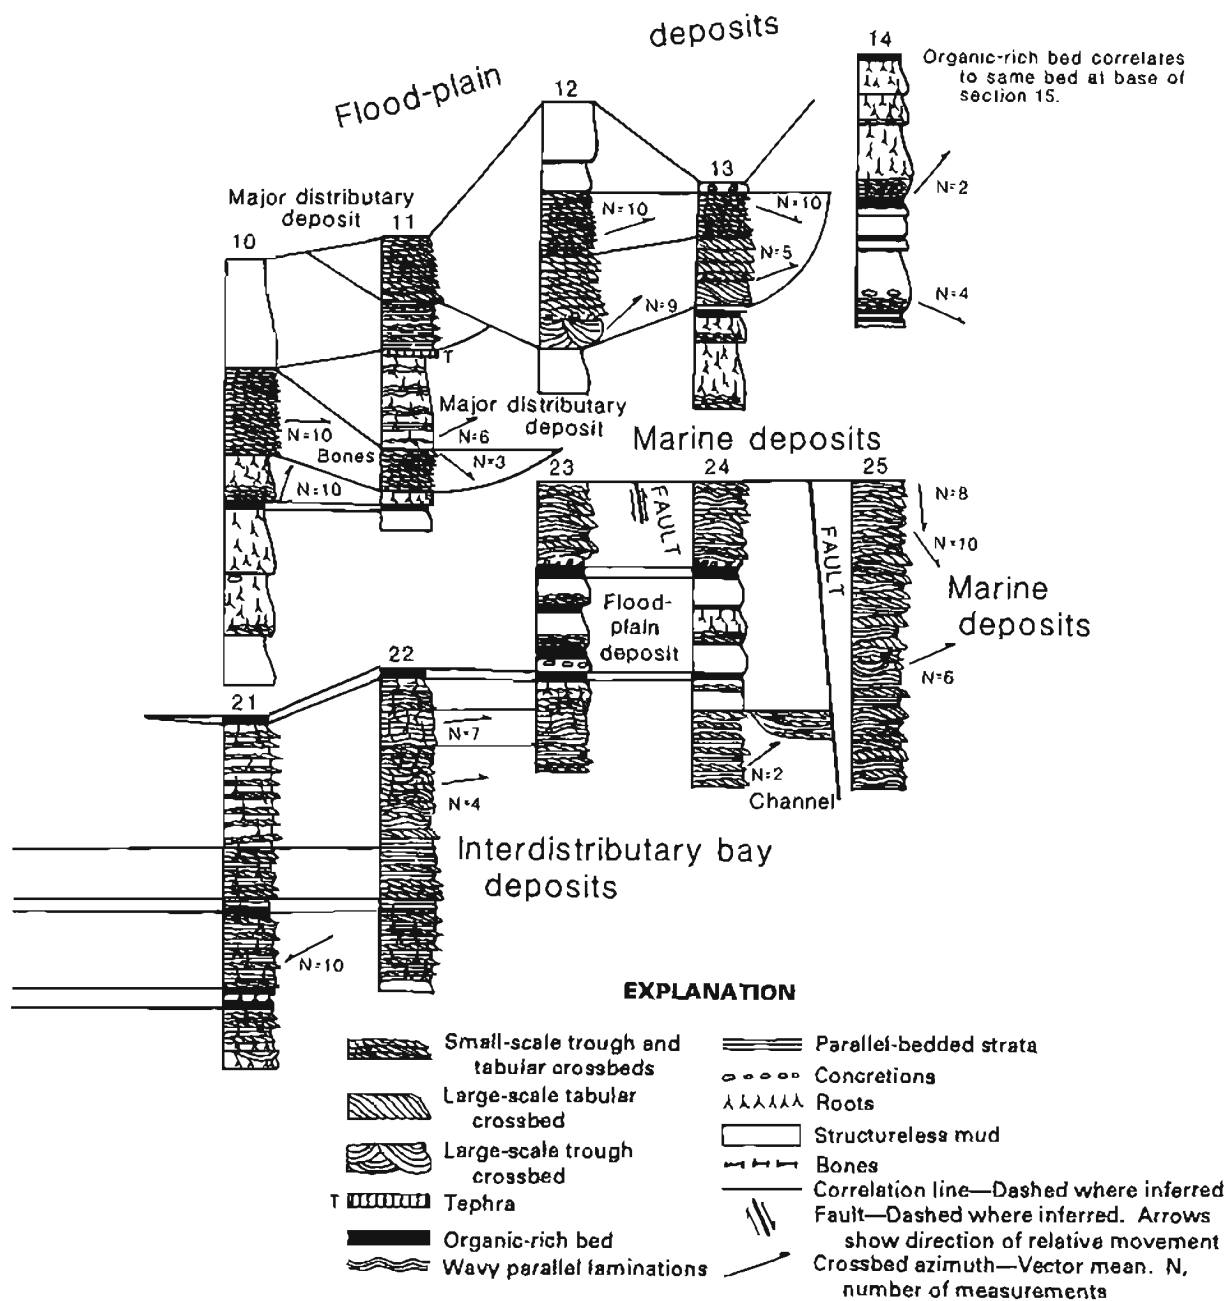 deposits
Flood-plain
14
Organic-rich bed correlates
to same bed at base of
section 15.
12
13
N=2
Major distributary
deposit
11
10
N=10
N=10
N=5
N=9
N=4
T
Major distributary
deposit
N=6
N=10
Bones
N=3
N=10
Marine deposits
23
24
25
FAULT
FAULT
N=8
N=10
Marine
deposits
Flood-
plain
deposit
N=6
22
21
N=7
N=4
N=2
Channel
Interdistributary bay
deposits
N=10
EXPLANATION
Small-scale trough and
tabular crossbeds
Large-scale tabular
crossbed
Large-scale trough
crossbed
T Tephra
Organic-rich bed
Wavy parallel laminations
Parallel-bedded strata
Concretions
Roots
Structureless mud
Bones
Correlation line—Dashed where inferred
Fault—Dashed where inferred. Arrows
show direction of relative movement
Crossbed azimuth—Vector mean. N,
number of measurements